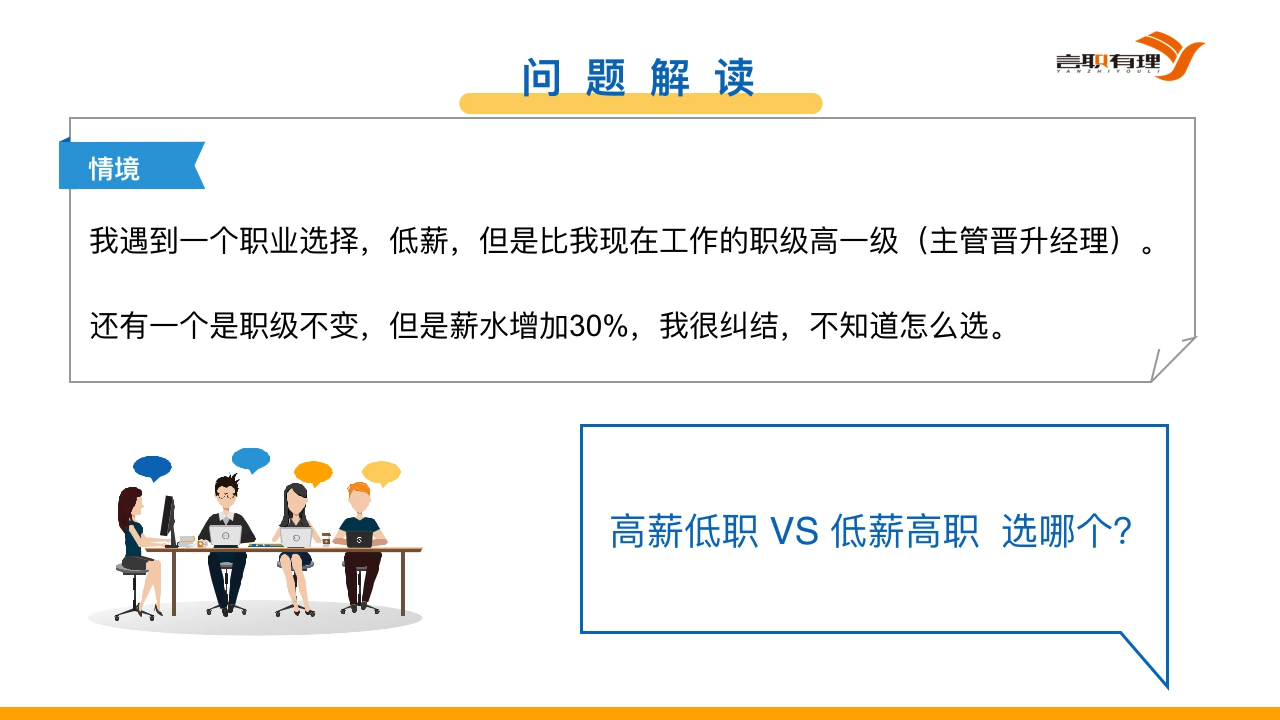 问题解读
言职有理
YANZHIYOULI
情境
我遇到一个职业选择，低薪，但是比我现在工作的职级高一级（主管晋升经理）。
还有一个是职级不变，但是薪水增加30%，我很纠结，不知道怎么选。
高薪低职 VS 低薪高职 选哪个?